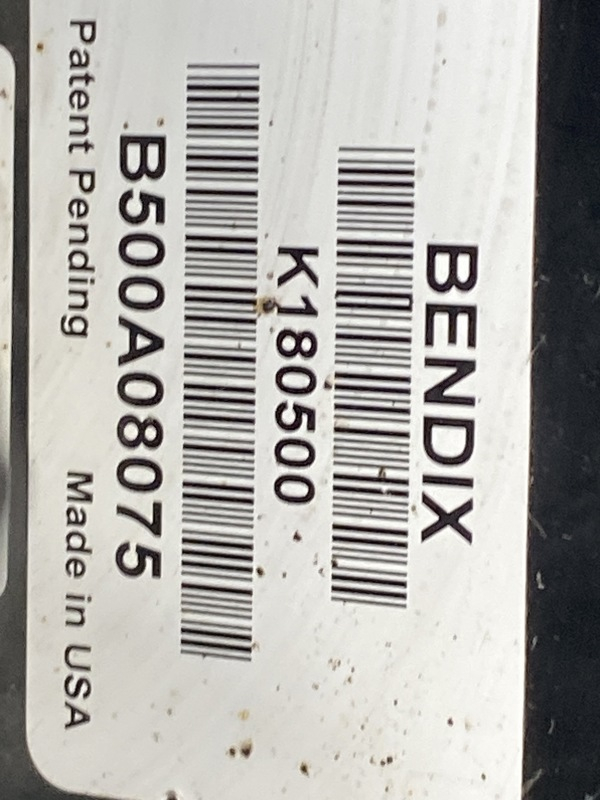 BENDIX
K180500
B500A08075
Patent Pending Made in USA